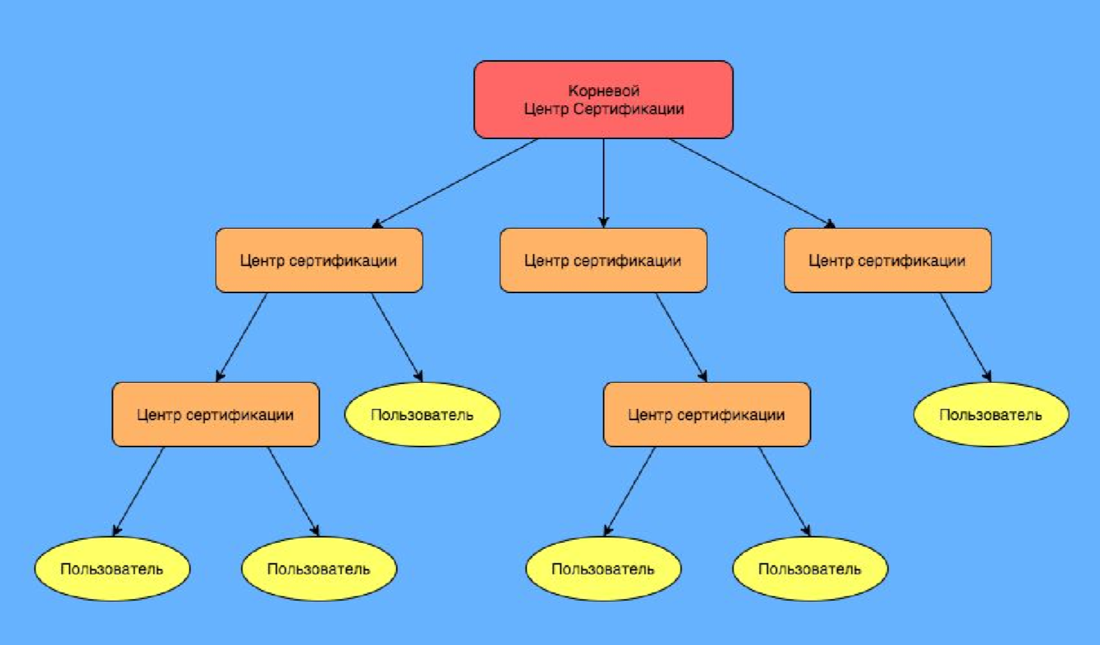 Корневой
Центр Сертификации
Центр сертификации
Центр сертификации
Центр сертификации
Центр сертификации
Пользователь
Центр сертификации
Пользователь
Пользователь
Пользователь
Пользователь
Пользователь